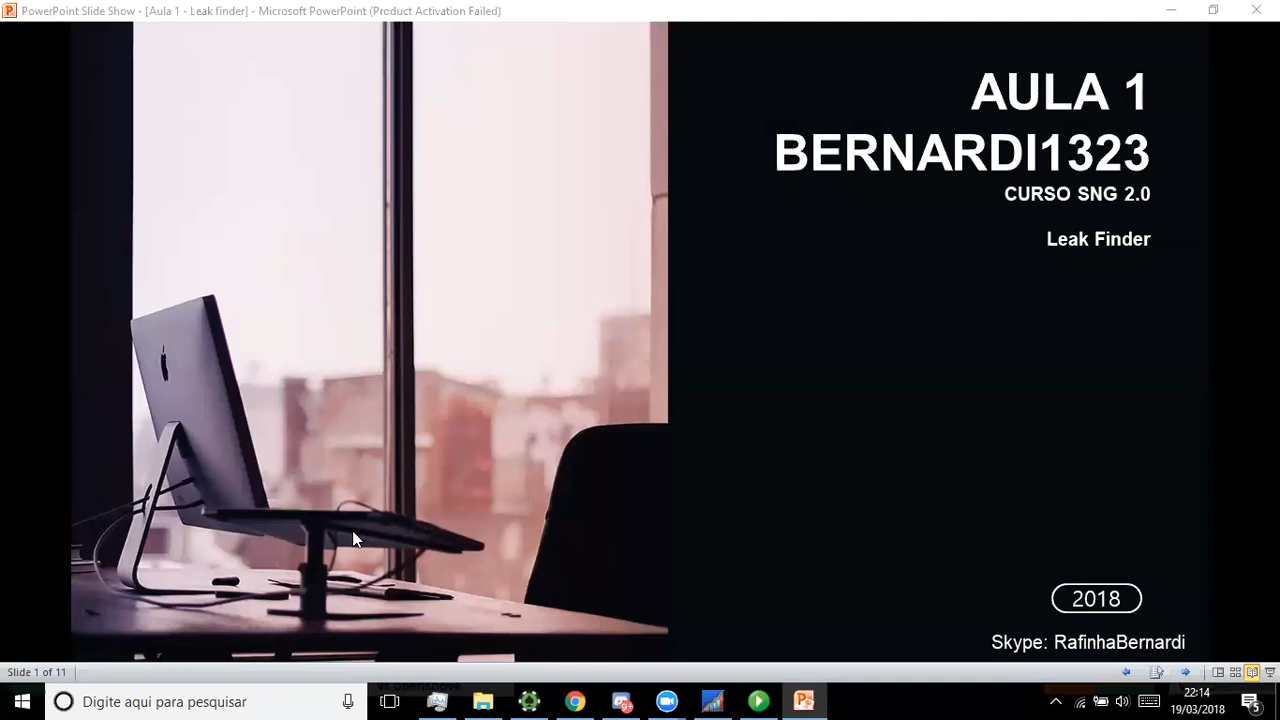 PowerPoint Slide Show - [Aula 1 - Leak finder] - Microsoft PowerPoint (Product Activation Failed)
AULA 1
BERNARDI1323
CURSO SNG 2.0
Leak Finder
2018
Skype: RafinhaBernardi
Slide 1 of 11
Digite aqui para pesquisar
22:14
19/03/2018
5